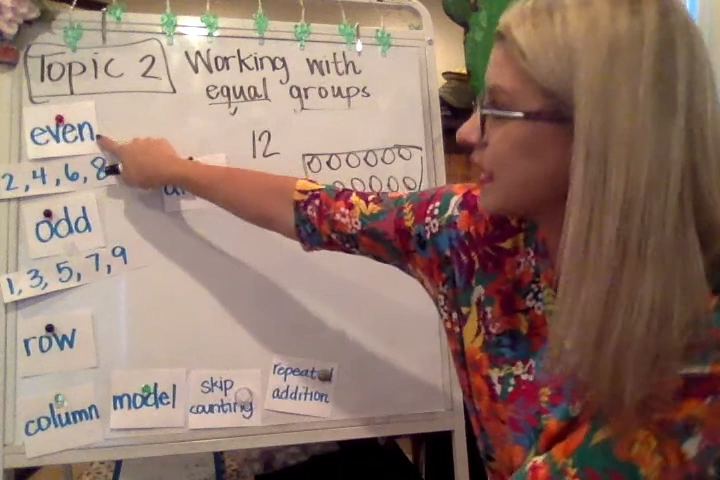 Topic 2 Working with
equal groups
even
12
2, 4, 6, 8
odd
1, 3, 5, 7, 9
row
column
model
skip
counting
repeated
addition